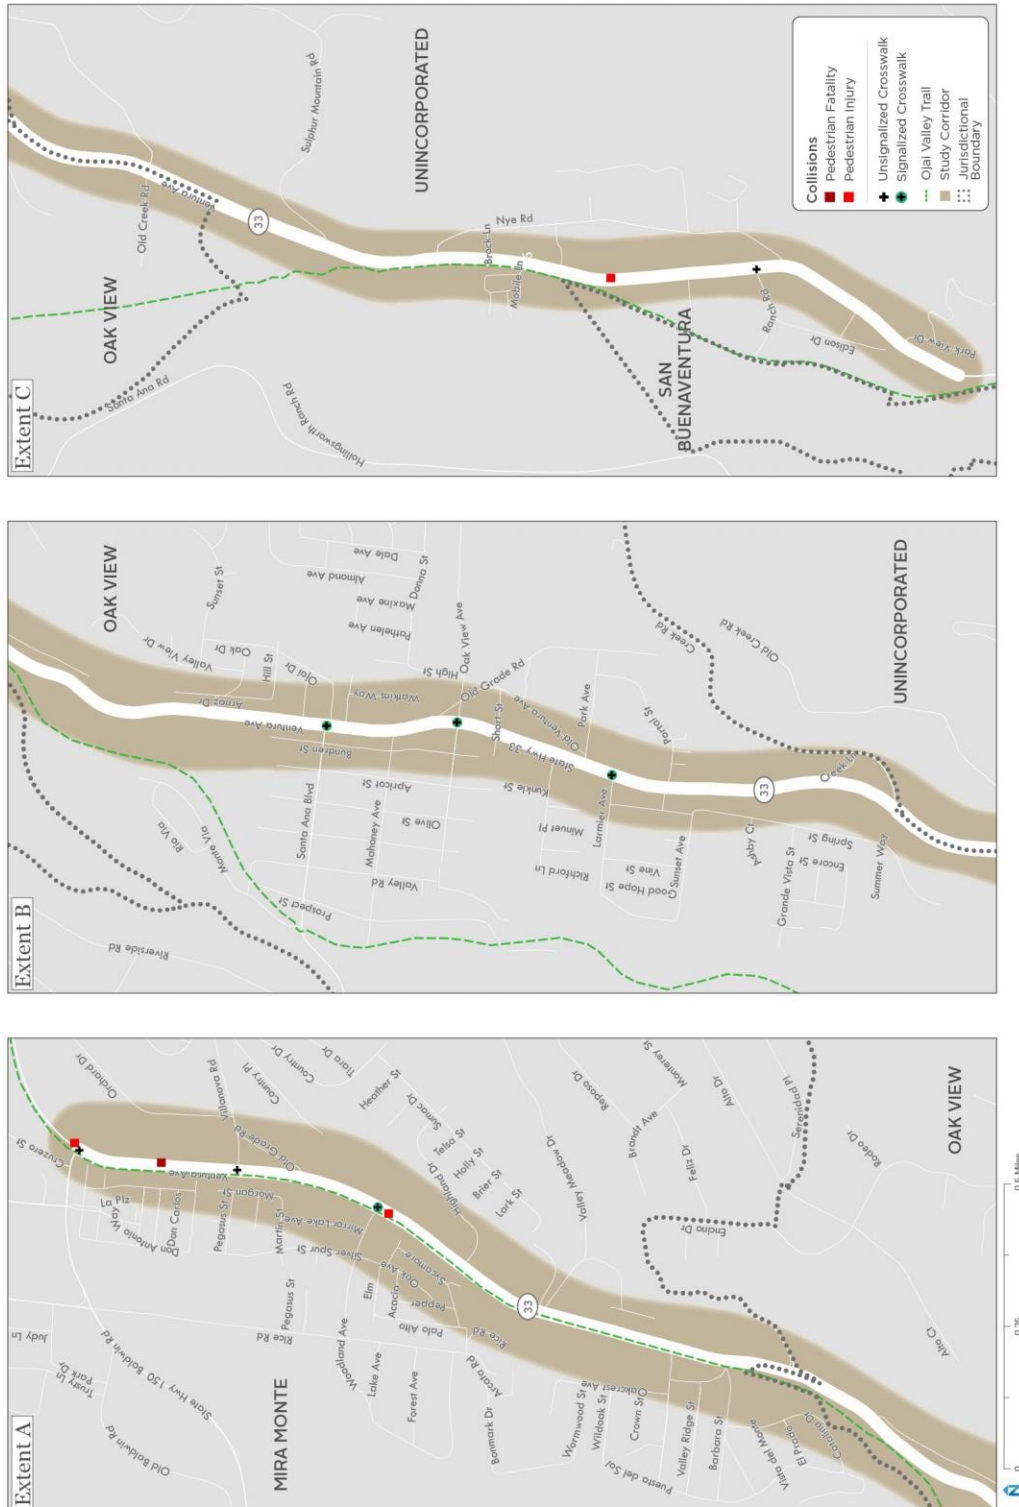 Extent A
MIRA MONTE
OAK VIEW
Judy Ln
Trusty Ln
Park Dr
State Hwy 150 Baldwin Rd
Old Baldwin Rd
Cruzero St
Orchard Dr
La Plz
Don Antonio Way
Don Carlos
Ventura Ave
Villanova Rd
Old Grade Rd
Country Pl
Country Dr
Tiara Dr
Pegasus St
Morgan St
Martin St
Mirror Lake Ave
Silver Spur St
Pegasus St
Rice Rd
Heather St
Sumac Dr
Telsa St
Holly St
Brier St
Lark St
Highland Dr
Woodland Ave
Elm
Lake Ave
Acacia
Oak Ave
Sycamore
Pepper
Palo Alto
Forest Ave
Rice Rd
Arcata Rd
Bonmark Dr
33
Valley Meadow Dr
Reposo Dr
Brandt Ave
Monterey St
Feliz Dr
Alto Dr
Encino Dr
Serenidad Pl
Rodeo Dr
Alto Ct
Wormwood St
Wildoak St
Crown St
Oakcrest Ave
Puesta del Sol
Valley Ridge St
Barbara St
Vista del Monte
El Prado
Coralino Dr
N
0
0.25
0.5 Miles
Extent B
OAK VIEW
UNINCORPORATED
Riverside Rd
Rio Via
Monte Via
Prospect St
Santa Ana Blvd
Mahoney Ave
Valley Rd
Olive St
Apricot St
Bundren St
Ventura Ave
Arnaz Dr
Valley View Dr
Oak Dr
Sunset St
Hill St
Ojai Dr
Watkins Way
Dale Ave
Almond Ave
Maxine Ave
Pathelen Ave
Donna St
High St
Oak View Ave
Old Grade Rd
Short St
Old Ventura Ave
State Hwy 33
Park Ave
Portal St
Kunkle St
Minuet Pl
Larmier Ave
Richford Ln
Vine St
Good Hope St
Sunset Ave
33
Ashby Ct
Grande Vista St
Spring St
Encore St
Summer Way
Creek Ln
Creek Rd
Old Creek Rd
Extent C
OAK VIEW
UNINCORPORATED
SAN
BUENAVENTURA
Old Creek Rd
Ventura Ave
33
Sulphur Mountain Rd
Santa Ana Rd
Hollingsworth Ranch Rd
Nye Rd
Brock Ln
Mobile Ln
Ranch Rd
Edison Dr
Park View Dr
Collisions
Pedestrian Fatality
Pedestrian Injury
Unsignalized Crosswalk
Signalized Crosswalk
Ojai Valley Trail
Study Corridor
Jurisdictional
Boundary